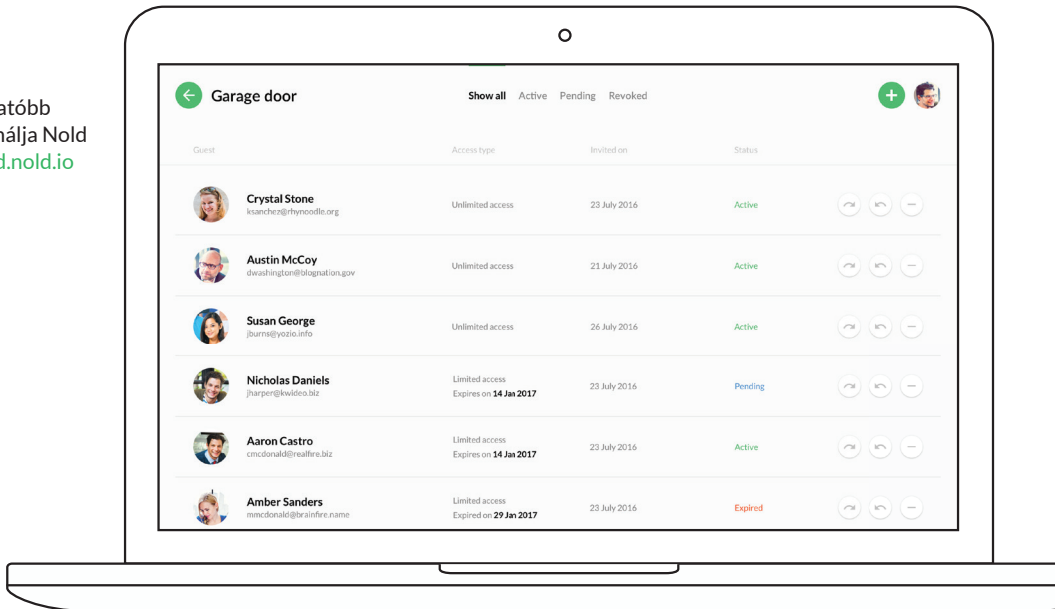 atóbb
nálja Nold
d.nold.io
Garage door
Show all Active Pending Revoked
Guest Access type Invited on Status
Crystal Stone
ksanchez@rhynoodle.org
Unlimited access 23 July 2016 Active
Austin McCoy
dwashington@blognation.gov
Unlimited access 21 July 2016 Active
Susan George
jburns@yozio.info
Unlimited access 26 July 2016 Active
Nicholas Daniels
jharper@kwideo.biz
Limited access
Expires on 14 Jan 2017
23 July 2016 Pending
Aaron Castro
cmcdonald@realfire.biz
Limited access
Expires on 14 Jan 2017
23 July 2016 Active
Amber Sanders
mmcdonald@brainfire.name
Limited access
Expired on 29 Jan 2017
23 July 2016 Expired